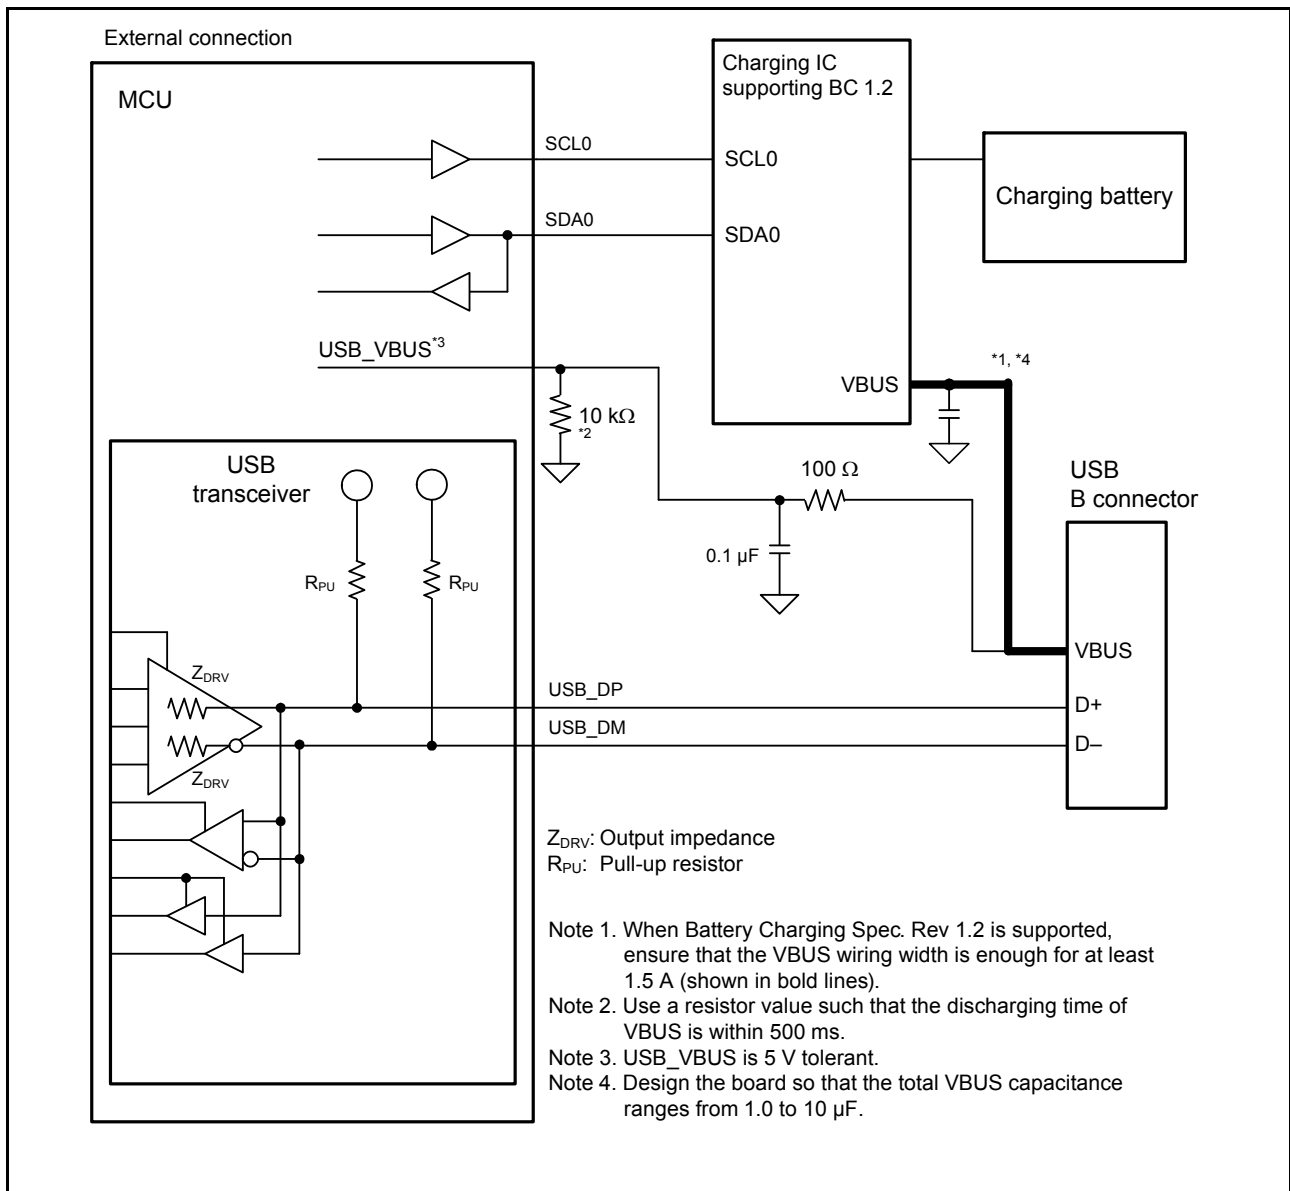 External connection
MCU
Charging IC
supporting BC 1.2
SCL0
SCL0
Charging battery
SDA0
SDA0
USB_VBUS*3
*1, *4
VBUS
10 kΩ
*2
USB
transceiver
100 Ω
USB
B connector
0.1 µF
RPU
RPU
VBUS
ZDRV
USB_DP
D+
USB_DM
D–
ZDRV
ZDRV: Output impedance
RPU: Pull-up resistor
Note 1. When Battery Charging Spec. Rev 1.2 is supported,
ensure that the VBUS wiring width is enough for at least
1.5 A (shown in bold lines).
Note 2. Use a resistor value such that the discharging time of
VBUS is within 500 ms.
Note 3. USB_VBUS is 5 V tolerant.
Note 4. Design the board so that the total VBUS capacitance
ranges from 1.0 to 10 µF.